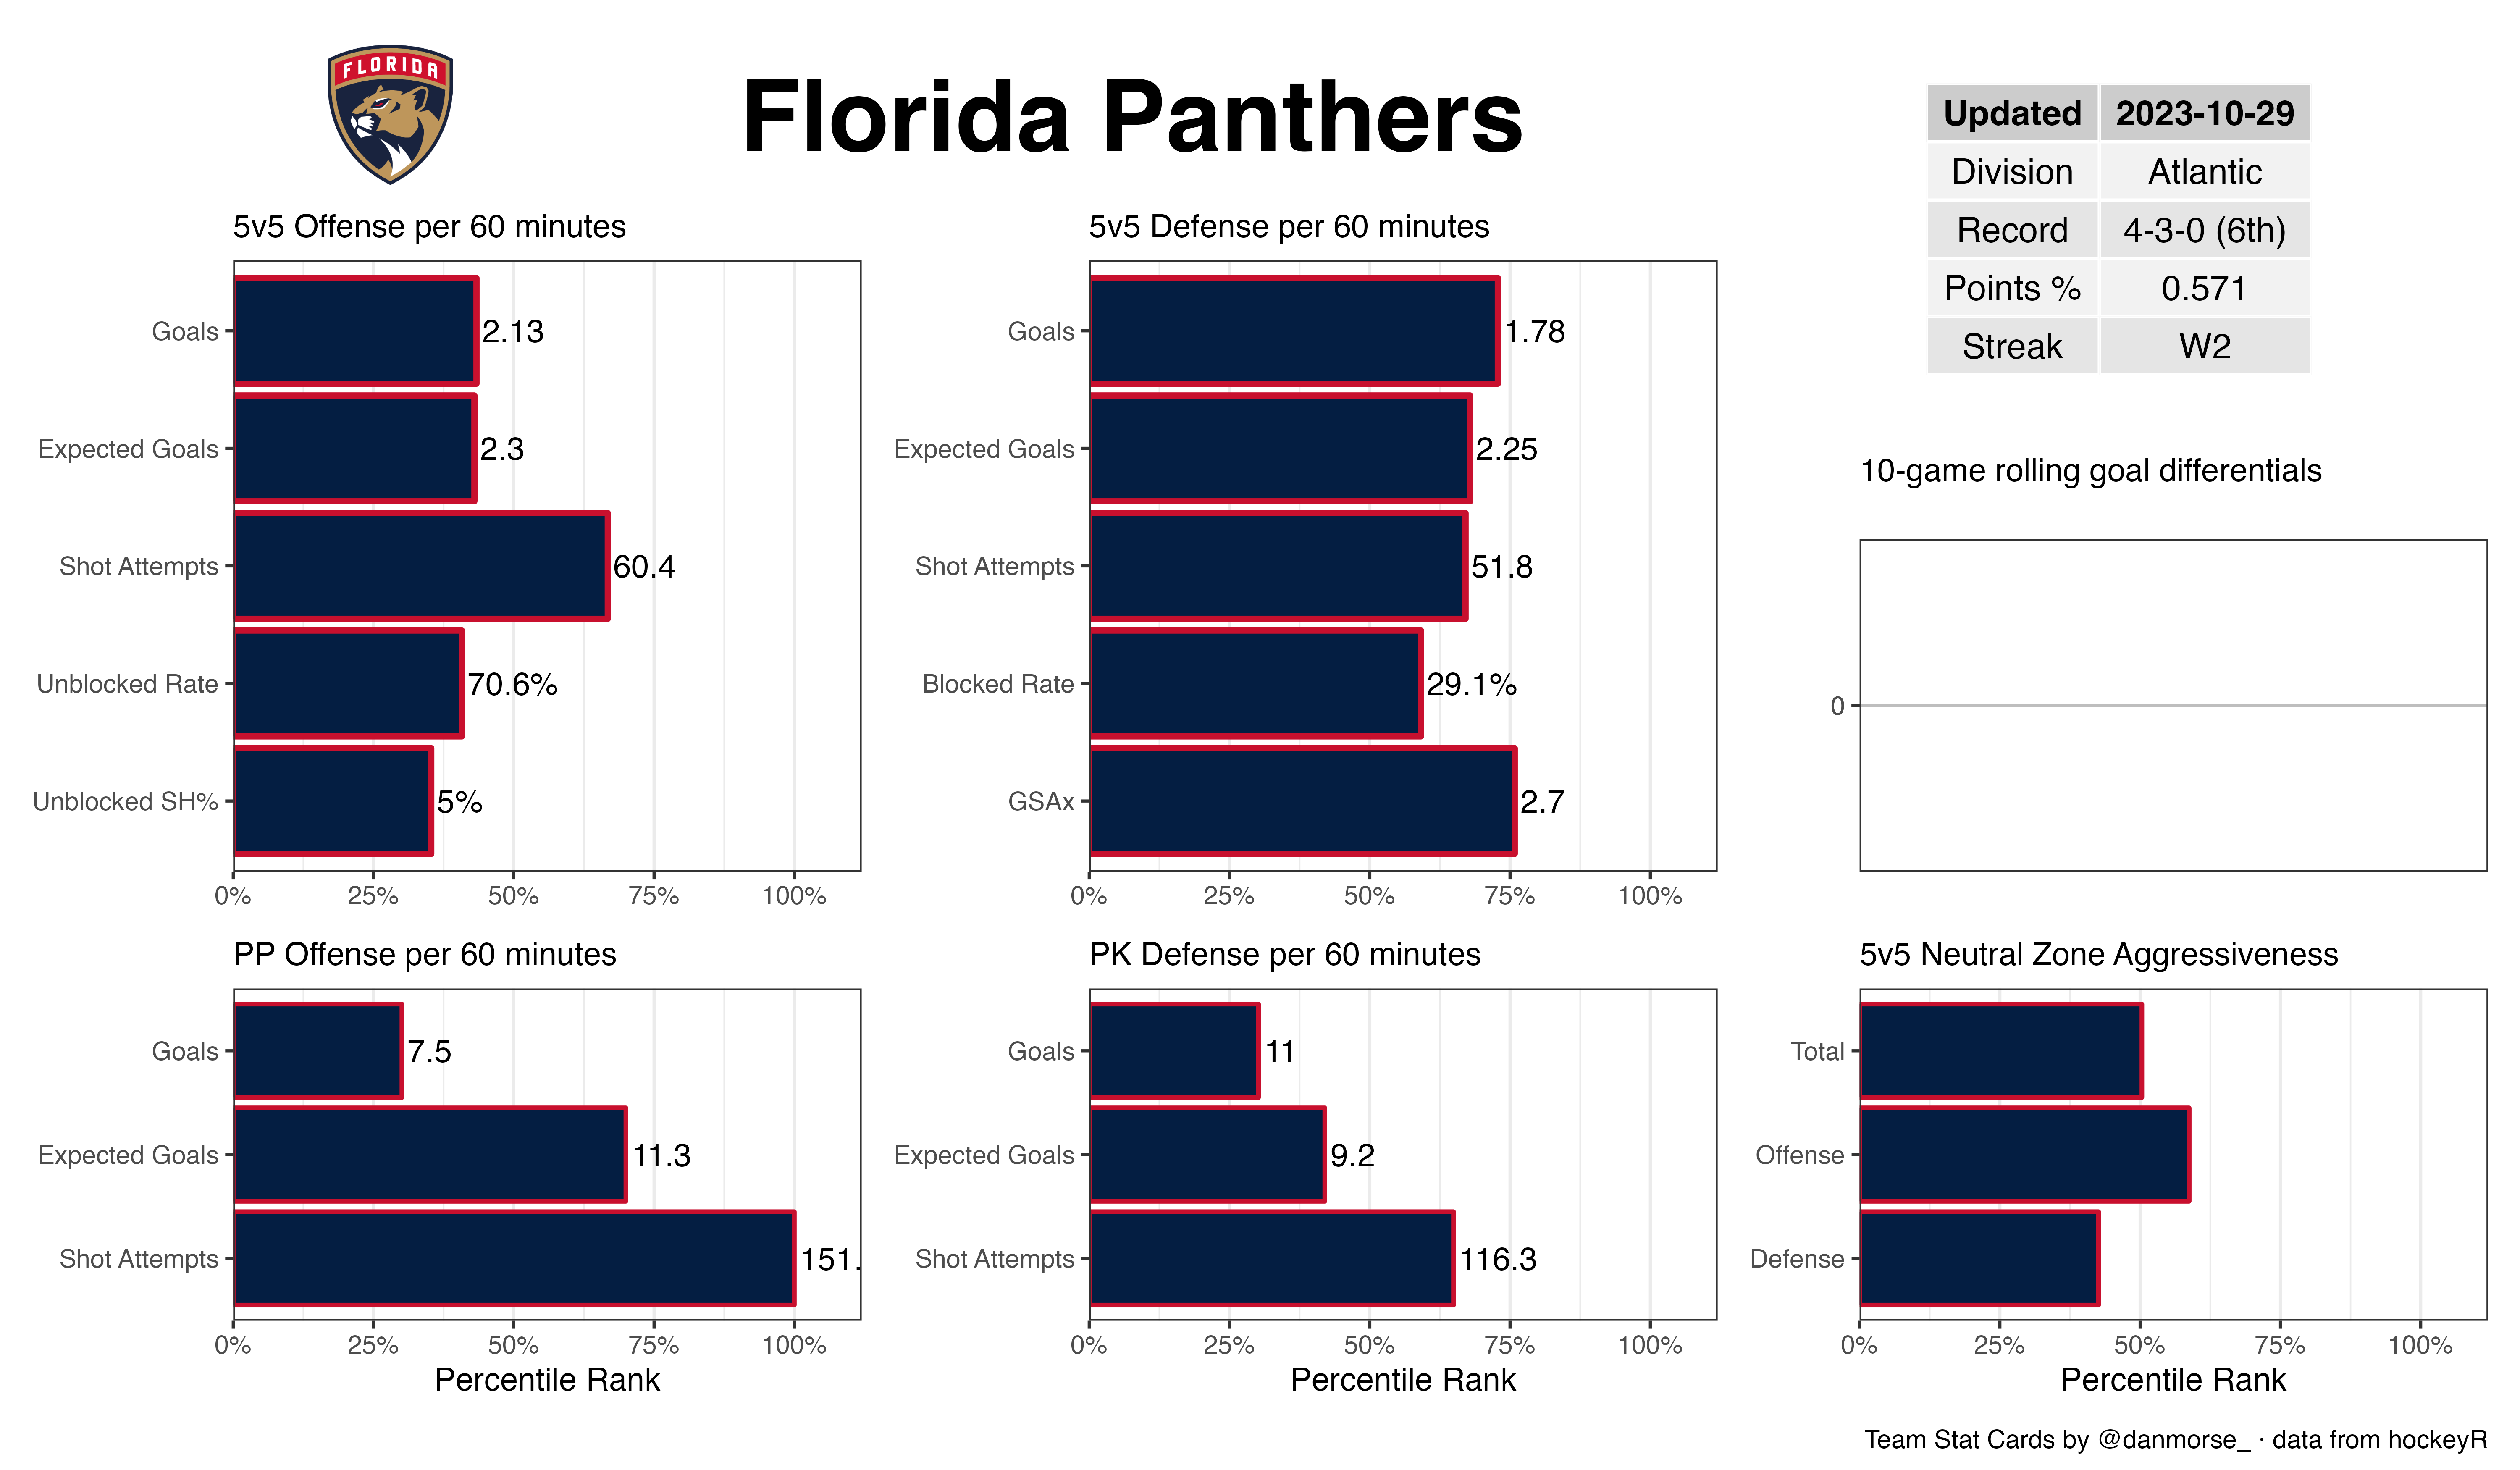 FLORIDA
Florida Panthers
Updated 2023-10-29
Division Atlantic
Record 4-3-0 (6th)
Points % 0.571
Streak W2
5v5 Offense per 60 minutes
Goals 2.13
Expected Goals 2.3
Shot Attempts 60.4
Unblocked Rate 70.6%
Unblocked SH% 5%
0% 25% 50% 75% 100%
5v5 Defense per 60 minutes
Goals 1.78
Expected Goals 2.25
Shot Attempts 51.8
Blocked Rate 29.1%
GSAx 2.7
0% 25% 50% 75% 100%
10-game rolling goal differentials
0
PP Offense per 60 minutes
Goals 7.5
Expected Goals 11.3
Shot Attempts 151.
0% 25% 50% 75% 100%
Percentile Rank
PK Defense per 60 minutes
Goals 11
Expected Goals 9.2
Shot Attempts 116.3
0% 25% 50% 75% 100%
Percentile Rank
5v5 Neutral Zone Aggressiveness
Total
Offense
Defense
0% 25% 50% 75% 100%
Percentile Rank
Team Stat Cards by @danmorse_ · data from hockeyR